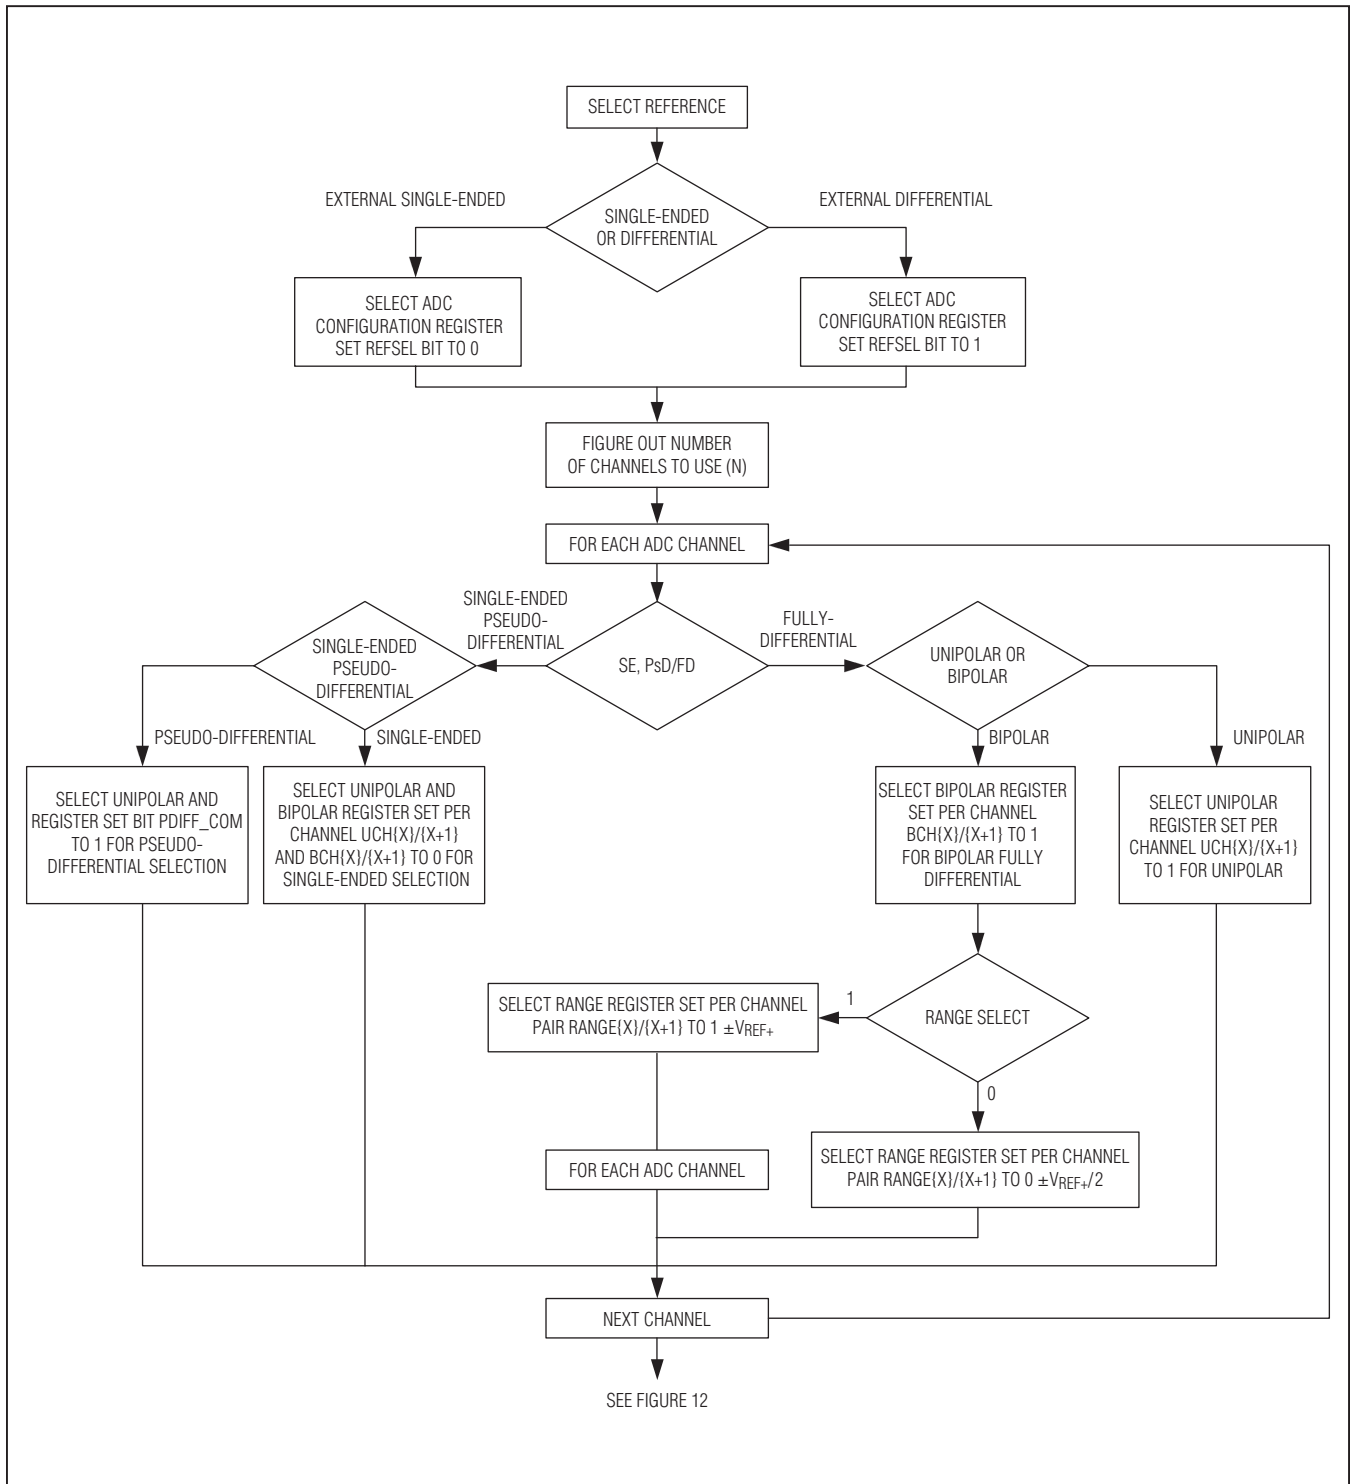 SELECT REFERENCE
EXTERNAL SINGLE-ENDED
EXTERNAL DIFFERENTIAL
SINGLE-ENDED
OR DIFFERENTIAL
SELECT ADC
CONFIGURATION REGISTER
SET REFSEL BIT TO 0
SELECT ADC
CONFIGURATION REGISTER
SET REFSEL BIT TO 1
FIGURE OUT NUMBER
OF CHANNELS TO USE (N)
FOR EACH ADC CHANNEL
SINGLE-ENDED
PSEUDO-
DIFFERENTIAL
SINGLE-ENDED
PSEUDO-
DIFFERENTIAL
SE, PsD/FD
FULLY-
DIFFERENTIAL
UNIPOLAR OR
BIPOLAR
PSEUDO-DIFFERENTIAL
SINGLE-ENDED
BIPOLAR
UNIPOLAR
SELECT UNIPOLAR AND
REGISTER SET BIT PDIFF_COM
TO 1 FOR PSEUDO-
DIFFERENTIAL SELECTION
SELECT UNIPOLAR AND
BIPOLAR REGISTER SET PER
CHANNEL UCH{X}/{X+1}
AND BCH{X}/{X+1} TO 0 FOR
SINGLE-ENDED SELECTION
SELECT BIPOLAR REGISTER
SET PER CHANNEL
BCH{X}/{X+1} TO 1
FOR BIPOLAR FULLY
DIFFERENTIAL
SELECT UNIPOLAR
REGISTER SET PER
CHANNEL UCH{X}/{X+1}
TO 1 FOR UNIPOLAR
SELECT RANGE REGISTER SET PER CHANNEL
PAIR RANGE{X}/{X+1} TO 1 ±VREF+
1
RANGE SELECT
0
FOR EACH ADC CHANNEL
SELECT RANGE REGISTER SET PER CHANNEL
PAIR RANGE{X}/{X+1} TO 0 ±VREF+/2
NEXT CHANNEL
SEE FIGURE 12